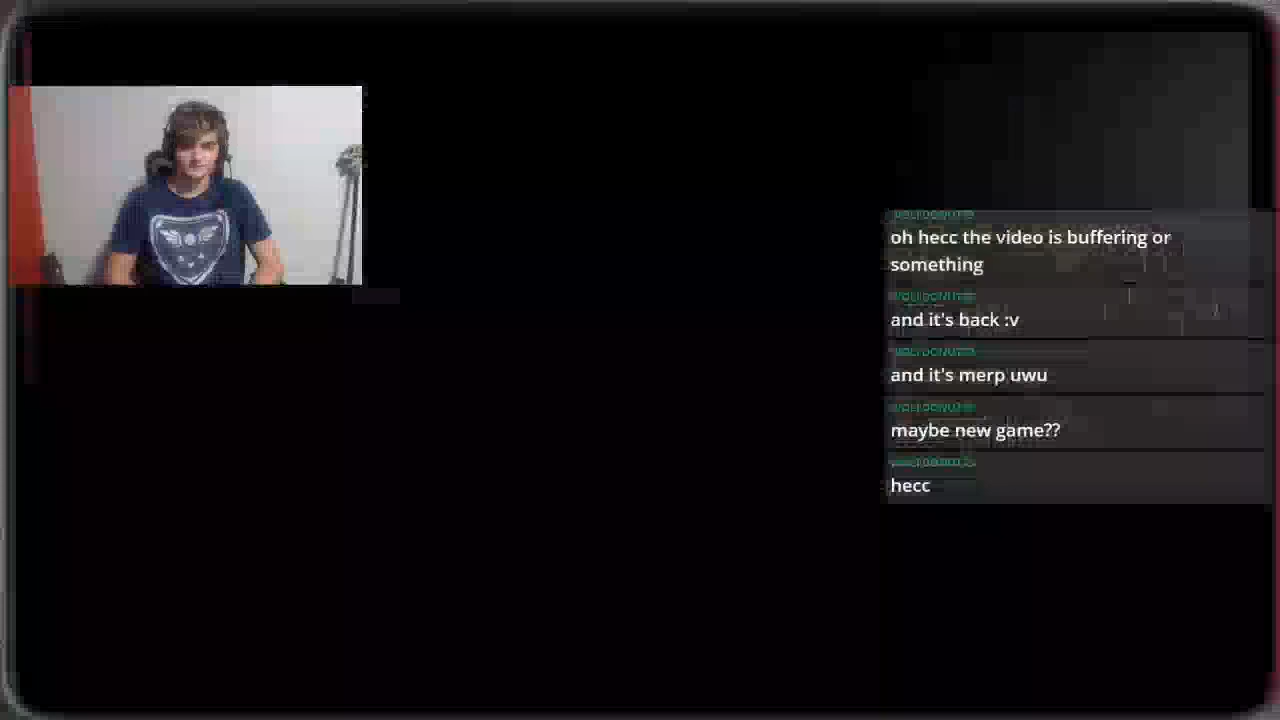 oh hecc the video is buffering or
something
and it's back :v
and it's merp uwu
maybe new game??
hecc